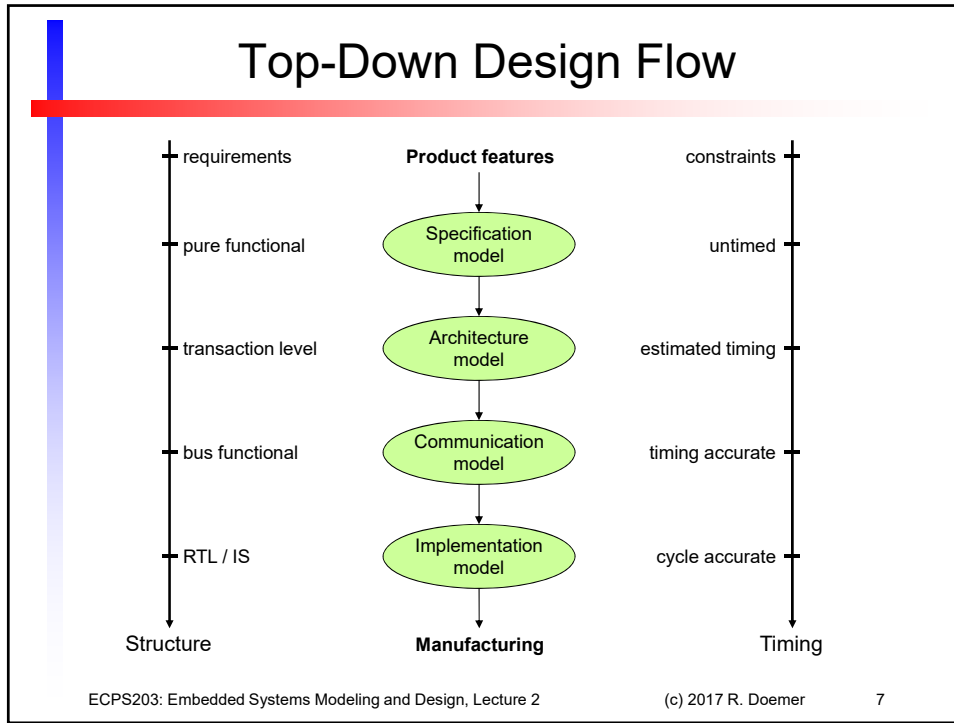 Top-Down Design Flow
requirements
Product features
constraints
pure functional
Specification
model
untimed
transaction level
Architecture
model
estimated timing
bus functional
Communication
model
timing accurate
RTL / IS
Implementation
model
cycle accurate
Structure
Manufacturing
Timing
ECPS203: Embedded Systems Modeling and Design, Lecture 2
(c) 2017 R. Doemer
7